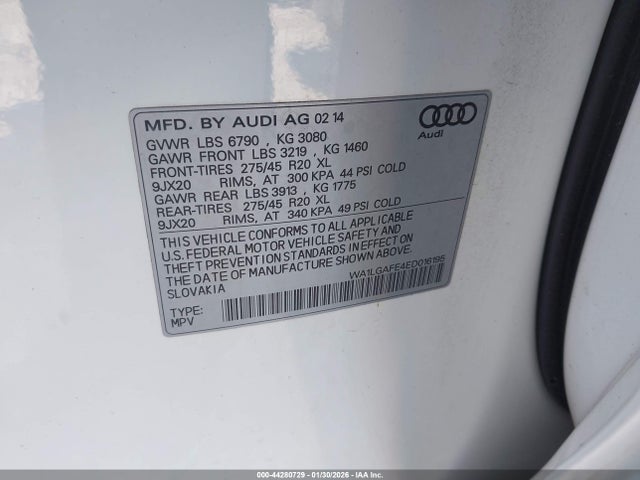 MFD. BY AUDI AG 02 14
GVWR LBS 6790 , KG 3080
GAWR FRONT LBS 3219 , KG 1460
FRONT-TIRES 275/45 R20 XL
9JX20 RIMS, AT 300 KPA 44 PSI COLD
GAWR REAR LBS 3913 , KG 1775
REAR-TIRES 275/45 R20 XL
9JX20 RIMS, AT 340 KPA 49 PSI COLD
Audi
THIS VEHICLE CONFORMS TO ALL APPLICABLE
U.S. FEDERAL MOTOR VEHICLE SAFETY AND
THEFT PREVENTION STANDARDS IN EFFECT ON
THE DATE OF MANUFACTURE SHOWN ABOVE.
SLOVAKIA
WA1LGAFE4ED016195
TYPE:
MPV
000-44280729 - 01/30/2026 - IAA Inc.